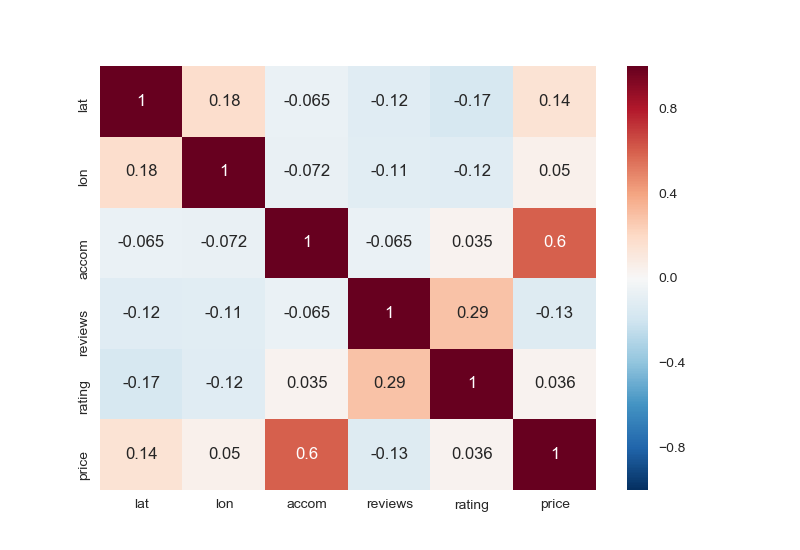 lat 1 0.18 -0.065 -0.12 -0.17 0.14
lon 0.18 1 -0.072 -0.11 -0.12 0.05
accom -0.065 -0.072 1 -0.065 0.035 0.6
reviews -0.12 -0.11 -0.065 1 0.29 -0.13
rating -0.17 -0.12 0.035 0.29 1 0.036
price 0.14 0.05 0.6 -0.13 0.036 1
lat lon accom reviews rating price
0.8
0.4
0.0
−0.4
−0.8